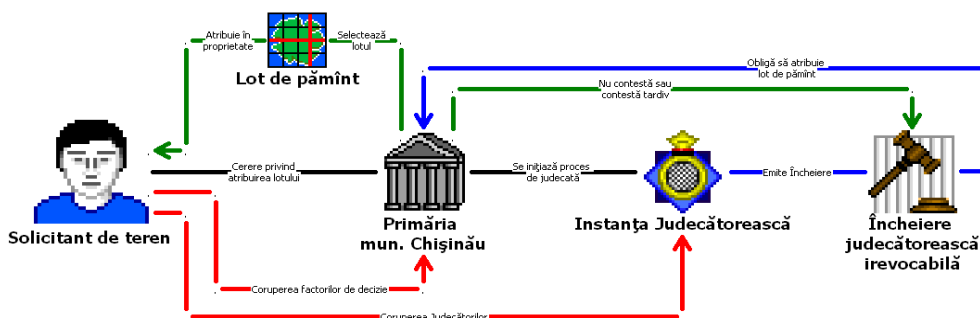 Atribuie în
proprietate
Selectează
lotul
Lot de pămînt
Obligă să atribuie
lot de pămînt
Nu contestă sau
contestă tardiv
Cerere privind
atribuirea lotului
Se inițiază proces
de judecată
Emite Încheiere
Solicitant de teren
Primăria
mun. Chişinău
Instanţa Judecătorească
Încheiere
judecătorească
irevocabilă
Coruperea factorilor de decizie
Coruperea Judecătorilor